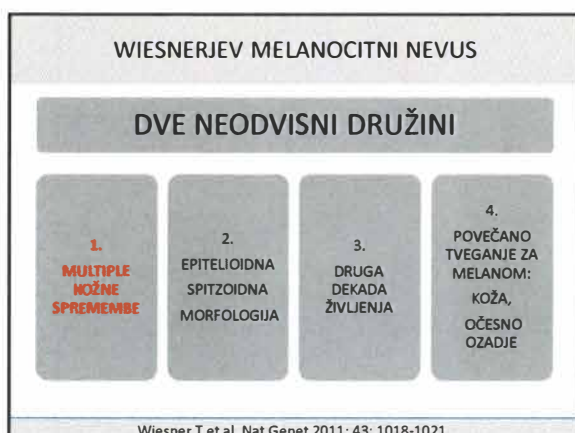 WIESNERJEV MELANOCITNI NEVUS
DVE NEODVISNI DRUŽINI
1.
MULTIPLE
KOŽNE
SPREMEMBE
2.
EPITELIOIDNA
SPITZOIDNA
MORFOLOGIJA
3.
DRUGA
DEKADA
ŽIVLJENJA
4.
POVEČANO
TVEGANJE ZA
MELANOM:
KOŽA,
OČESNO
OZADJE
Wiesner T et al. Nat Genet 2011; 43: 1018-1021